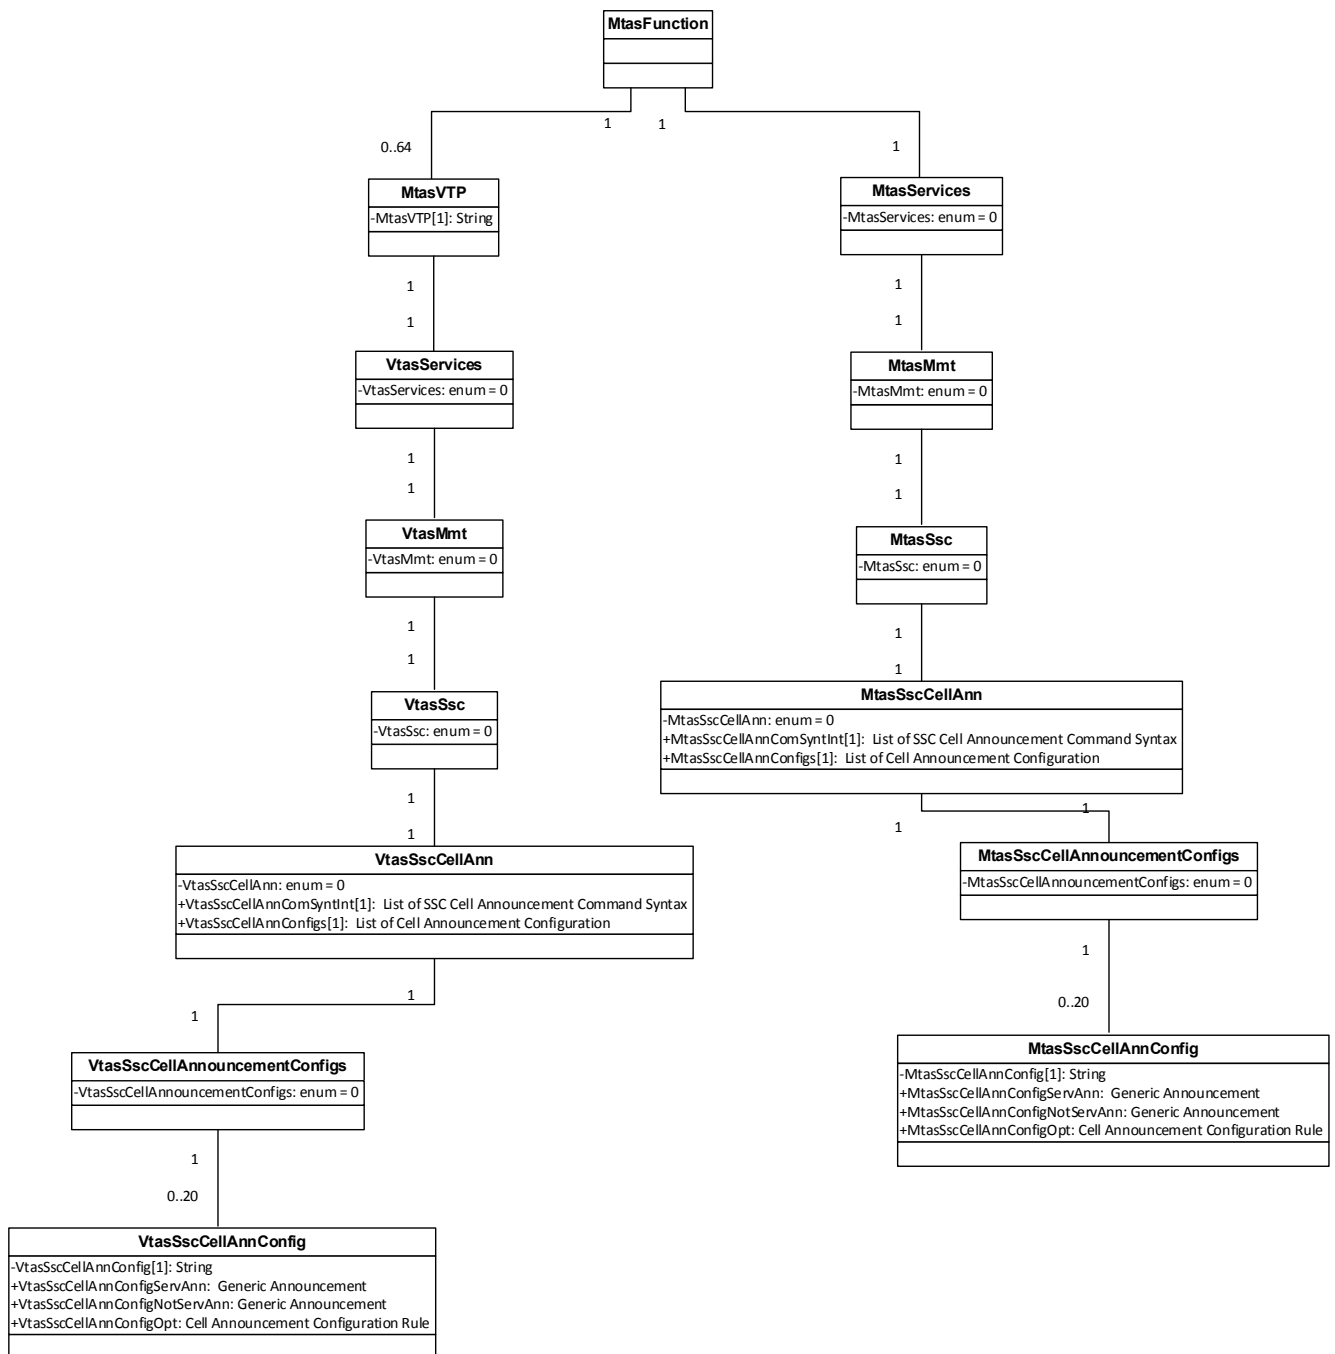 MtasFunction
1
1
0..64
1
MtasVTP
-MtasVTP[1]: String
MtasServices
-MtasServices: enum = 0
1
1
1
1
VtasServices
-VtasServices: enum = 0
MtasMmt
-MtasMmt: enum = 0
1
1
1
1
VtasMmt
-VtasMmt: enum = 0
MtasSsc
-MtasSsc: enum = 0
1
1
1
1
VtasSsc
-VtasSsc: enum = 0
MtasSscCellAnn
-MtasSscCellAnn: enum = 0
+MtasSscCellAnnComSyntInt[1]:  List of SSC Cell Announcement Command Syntax
+MtasSscCellAnnConfigs[1]:  List of Cell Announcement Configuration
1
1
1
1
VtasSscCellAnn
-VtasSscCellAnn: enum = 0
+VtasSscCellAnnComSyntInt[1]:  List of SSC Cell Announcement Command Syntax
+VtasSscCellAnnConfigs[1]:  List of Cell Announcement Configuration
MtasSscCellAnnouncementConfigs
-MtasSscCellAnnouncementConfigs: enum = 0
1
0..20
1
1
MtasSscCellAnnConfig
-MtasSscCellAnnConfig[1]: String
+MtasSscCellAnnConfigServAnn:  Generic Announcement
+MtasSscCellAnnConfigNotServAnn: Generic Announcement
+MtasSscCellAnnConfigOpt: Cell Announcement Configuration Rule
VtasSscCellAnnouncementConfigs
-VtasSscCellAnnouncementConfigs: enum = 0
1
0..20
VtasSscCellAnnConfig
-VtasSscCellAnnConfig[1]: String
+VtasSscCellAnnConfigServAnn:  Generic Announcement
+VtasSscCellAnnConfigNotServAnn: Generic Announcement
+VtasSscCellAnnConfigOpt: Cell Announcement Configuration Rule